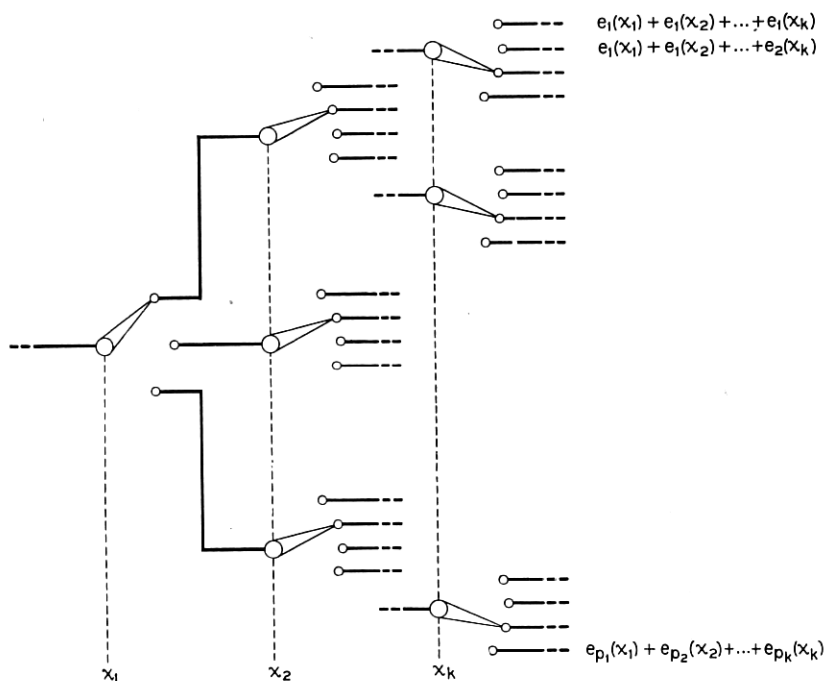 e₁(x₁) + e₁(x₂) + ... + e₁(xₖ)
e₁(x₁) + e₁(x₂) + ... + e₂(xₖ)
eₚ₁(x₁) + eₚ₂(x₂) + ... + eₚₖ(xₖ)
x₁ x₂ xₖ